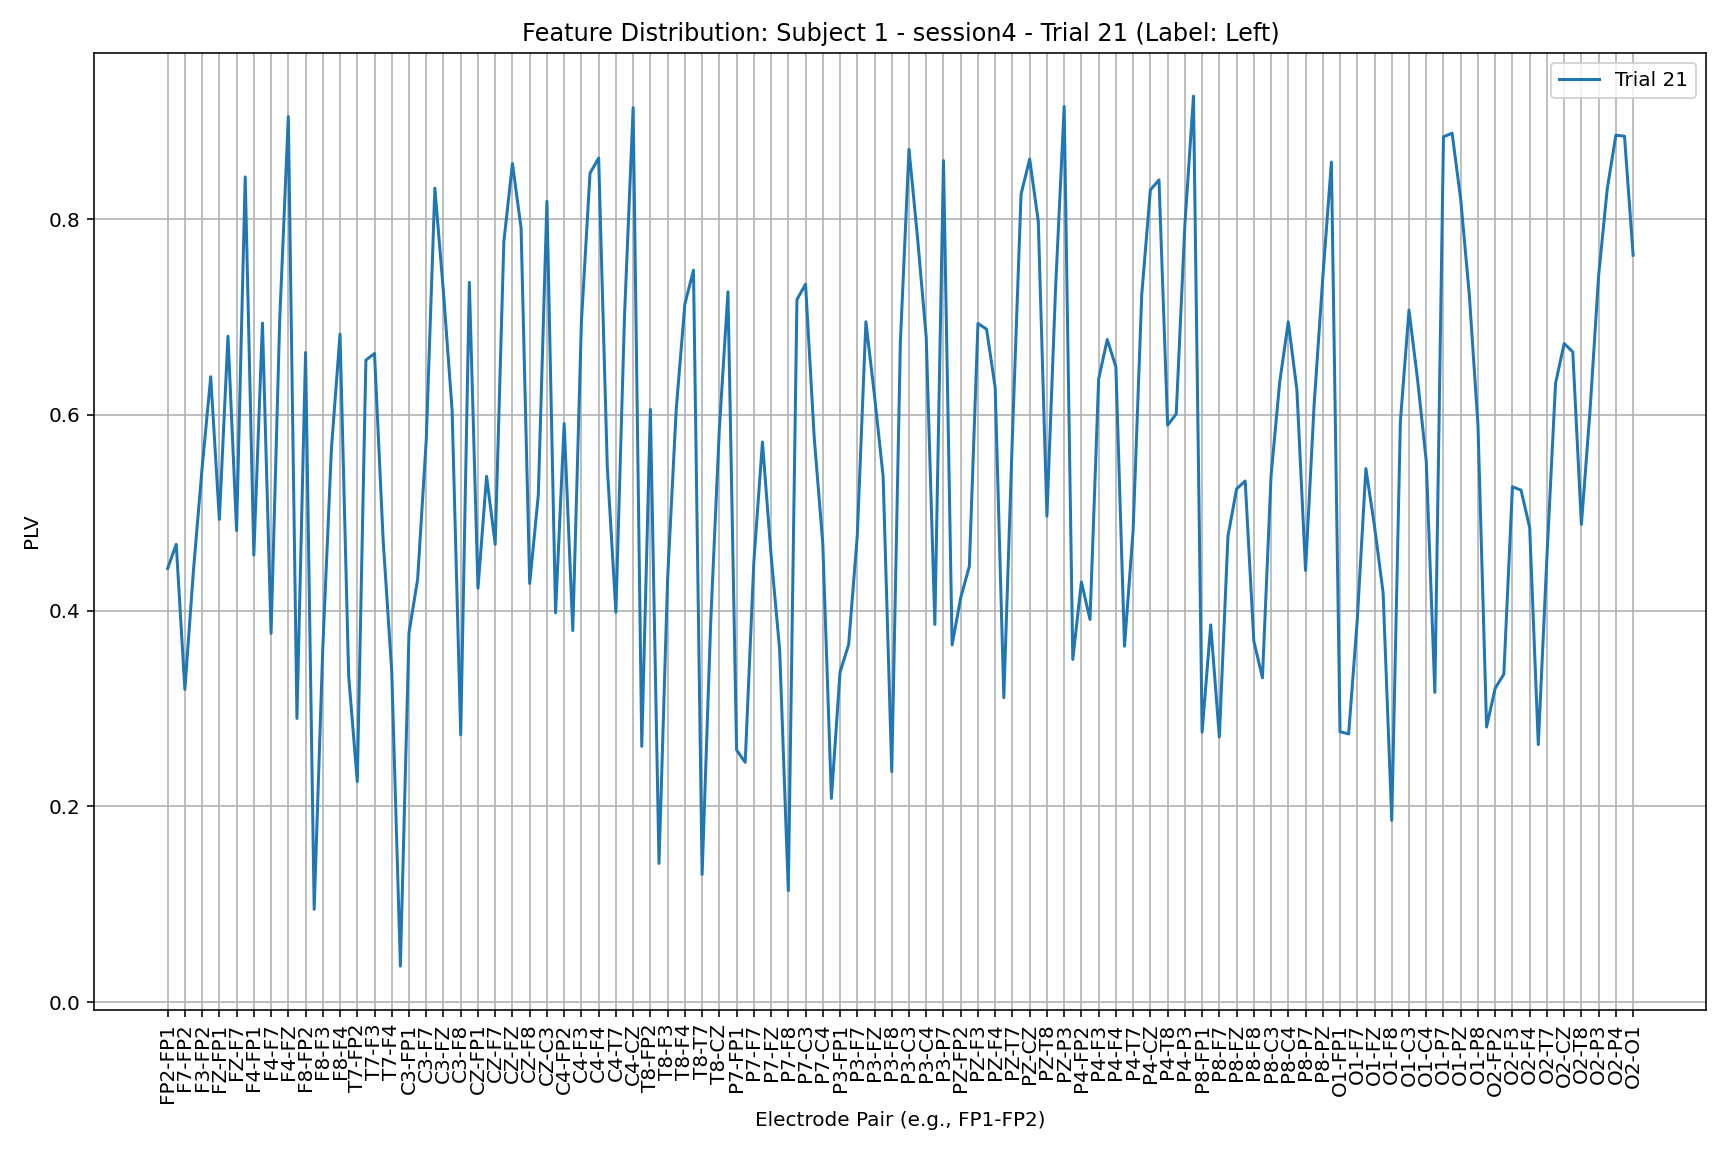 Feature Distribution: Subject 1 - session4 - Trial 21 (Label: Left)
Trial 21
PLV
0.8
0.6
0.4
0.2
0.0
FP2-FP1
F7-FP2
F3-FP2
FZ-FP1
FZ-F7
F4-FP1
F4-F7
F4-FZ
F8-FP2
F8-F3
F8-F4
T7-FP2
T7-F3
T7-F4
C3-FP1
C3-F7
C3-FZ
C3-F8
CZ-FP1
CZ-F7
CZ-FZ
CZ-F8
CZ-C3
C4-FP2
C4-F3
C4-F4
C4-T7
C4-CZ
T8-FP2
T8-F3
T8-F4
T8-T7
T8-CZ
P7-FP1
P7-F7
P7-FZ
P7-F8
P7-C3
P7-C4
P3-FP1
P3-F7
P3-FZ
P3-F8
P3-C3
P3-C4
P3-P7
PZ-FP2
PZ-F3
PZ-F4
PZ-T7
PZ-CZ
PZ-T8
PZ-P3
P4-FP2
P4-F3
P4-F4
P4-T7
P4-CZ
P4-T8
P4-P3
P8-FP1
P8-F7
P8-FZ
P8-F8
P8-C3
P8-C4
P8-P7
P8-PZ
O1-FP1
O1-F7
O1-FZ
O1-F8
O1-C3
O1-C4
O1-P7
O1-PZ
O1-P8
O2-FP2
O2-F3
O2-F4
O2-T7
O2-CZ
O2-T8
O2-P3
O2-P4
O2-O1
Electrode Pair (e.g., FP1-FP2)